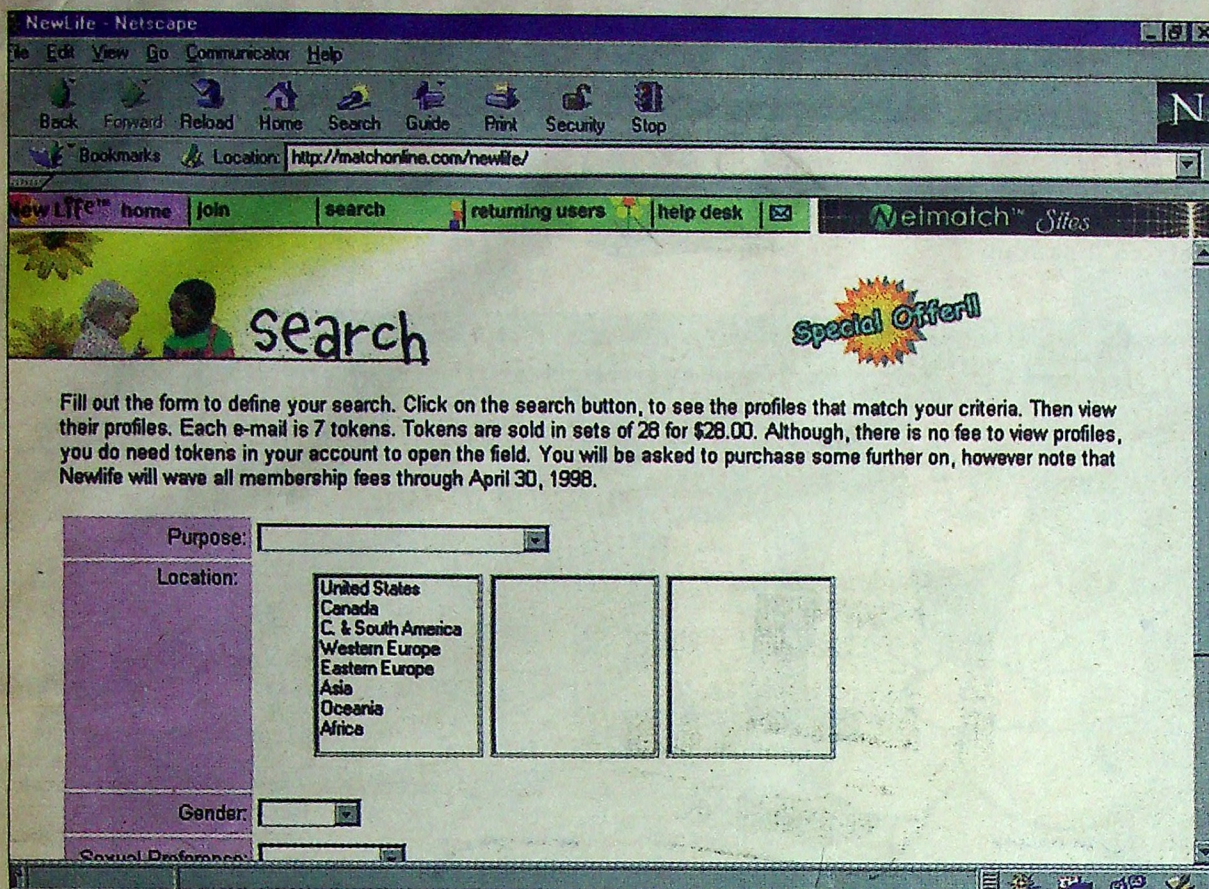 NewLife - Netscape
File Edit View Go Communicator Help
Back Forward Reload Home Search Guide Print Security Stop
N
Bookmarks Location: http://matchonline.com/newlife/
New Life™ home join search returning users help desk Netmatch™ Sites
search
Special Offer!!
Fill out the form to define your search. Click on the search button, to see the profiles that match your criteria. Then view
their profiles. Each e-mail is 7 tokens. Tokens are sold in sets of 28 for $28.00. Although, there is no fee to view profiles,
you do need tokens in your account to open the field. You will be asked to purchase some further on, however note that
Newlife will wave all membership fees through April 30, 1998.
Purpose:
Location:
United States
Canada
C. & South America
Western Europe
Eastern Europe
Asia
Oceania
Africa
Gender:
Sexual Preference: